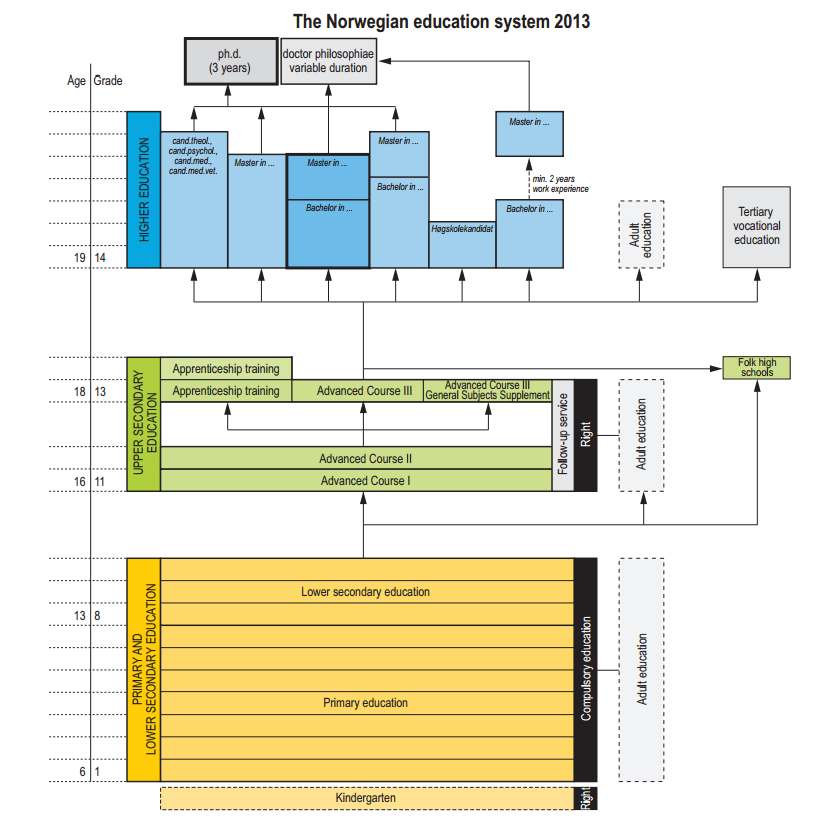 The Norwegian education system 2013
Age
Grade
ph.d.
(3 years)
doctor philosophiae
variable duration
HIGHER EDUCATION
cand.theol.,
cand.psychol.,
cand.med.,
cand.med.vet.
Master in ...
Master in ...
Bachelor in ...
Master in ...
Bachelor in ...
Høgskolekandidat
Master in ...
min. 2 years
work experience
Bachelor in ...
Adult
education
Tertiary
vocational
education
19
14
UPPER SECONDARY
EDUCATION
Apprenticeship training
Apprenticeship training
Advanced Course III
Advanced Course III
General Subjects Supplement
Folk high
schools
18
13
Follow-up service
Right
Adult education
Advanced Course II
Advanced Course I
16
11
PRIMARY AND
LOWER SECONDARY EDUCATION
Lower secondary education
13
8
Primary education
Compulsory education
Adult education
6
1
Kindergarten
Right